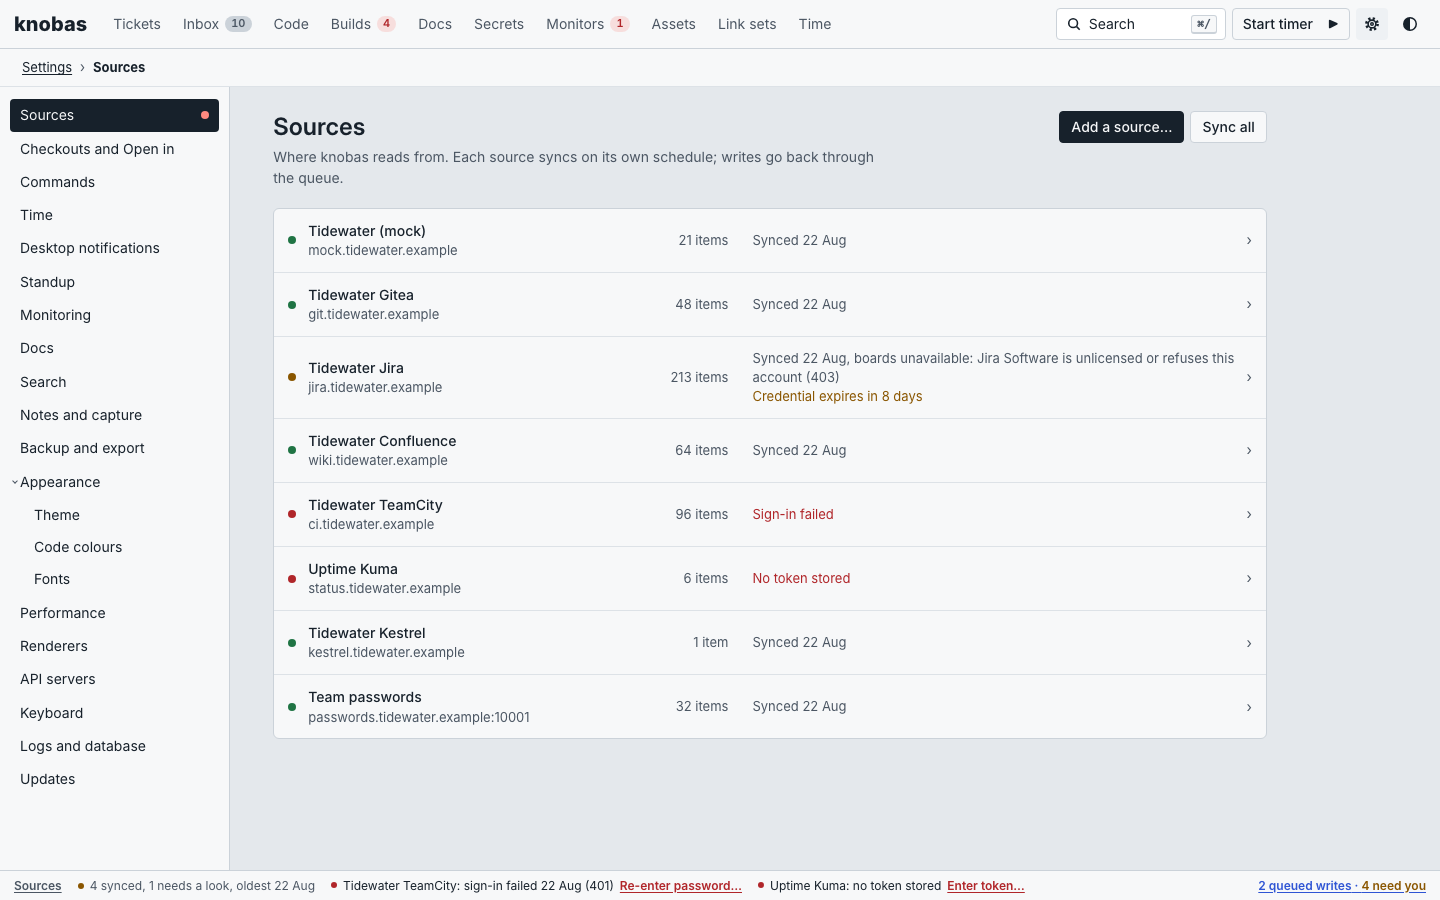 knobas Tickets Inbox 10 Code Builds 4 Docs Secrets Monitors 1 Assets Link sets Time Search ⌘/ Start timer
Settings › Sources
Sources
Checkouts and Open in
Commands
Time
Desktop notifications
Standup
Monitoring
Docs
Search
Notes and capture
Backup and export
Appearance
Theme
Code colours
Fonts
Performance
Renderers
API servers
Keyboard
Logs and database
Updates
Sources
Add a source... Sync all
Where knobas reads from. Each source syncs on its own schedule; writes go back through
the queue.
Tidewater (mock)
mock.tidewater.example
21 items Synced 22 Aug
Tidewater Gitea
git.tidewater.example
48 items Synced 22 Aug
Tidewater Jira
jira.tidewater.example
213 items
Synced 22 Aug, boards unavailable: Jira Software is unlicensed or refuses this
account (403)
Credential expires in 8 days
Tidewater Confluence
wiki.tidewater.example
64 items Synced 22 Aug
Tidewater TeamCity
ci.tidewater.example
96 items Sign-in failed
Uptime Kuma
status.tidewater.example
6 items No token stored
Tidewater Kestrel
kestrel.tidewater.example
1 item Synced 22 Aug
Team passwords
passwords.tidewater.example:10001
32 items Synced 22 Aug
Sources 4 synced, 1 needs a look, oldest 22 Aug Tidewater TeamCity: sign-in failed 22 Aug (401) Re-enter password... Uptime Kuma: no token stored Enter token... 2 queued writes · 4 need you